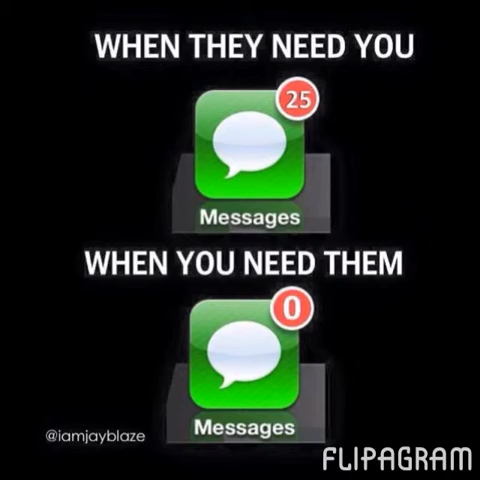 WHEN THEY NEED YOU
25
Messages
WHEN YOU NEED THEM
0
Messages
@iamjayblaze
FLIPAGRAM